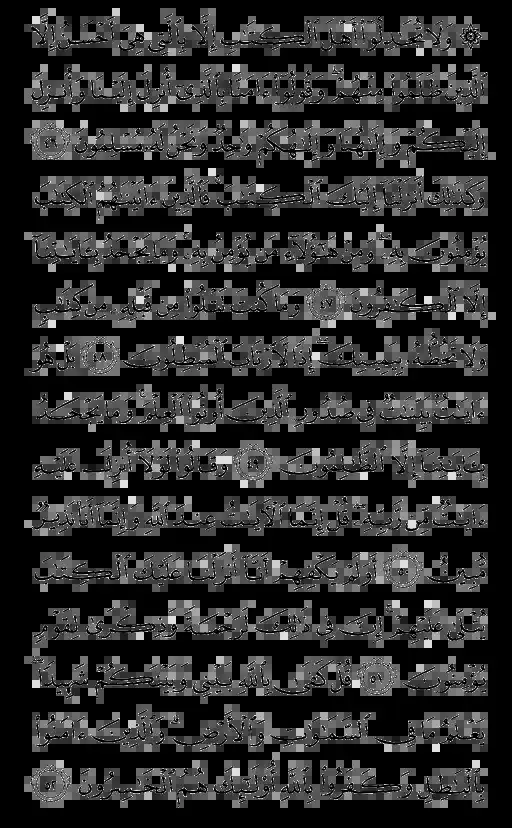 ۞ وَلَا تُجَٰدِلُوٓا۟ أَهْلَ ٱلْكِتَٰبِ إِلَّا بِٱلَّتِى هِىَ أَحْسَنُ إِلَّا
ٱلَّذِينَ ظَلَمُوا۟ مِنْهُمْ ۖ وَقُولُوٓا۟ ءَامَنَّا بِٱلَّذِىٓ أُنزِلَ إِلَيْنَا وَأُنزِلَ
إِلَيْكُمْ وَإِلَٰهُنَا وَإِلَٰهُكُمْ وَٰحِدٌ وَنَحْنُ لَهُۥ مُسْلِمُونَ ٤٦
وَكَذَٰلِكَ أَنزَلْنَآ إِلَيْكَ ٱلْكِتَٰبَ ۚ فَٱلَّذِينَ ءَاتَيْنَٰهُمُ ٱلْكِتَٰبَ
يُؤْمِنُونَ بِهِۦ ۖ وَمِنْ هَٰٓؤُلَآءِ مَن يُؤْمِنُ بِهِۦ ۚ وَمَا يَجْحَدُ بِـَٔايَٰتِنَآ
إِلَّا ٱلْكَٰفِرُونَ ٤٧ وَمَا كُنتَ تَتْلُوا۟ مِن قَبْلِهِۦ مِن كِتَٰبٍ
وَلَا تَخُطُّهُۥ بِيَمِينِكَ ۖ إِذًا لَّٱرْتَابَ ٱلْمُبْطِلُونَ ٤٨ بَلْ هُوَ
ءَايَٰتٌۢ بَيِّنَٰتٌ فِى صُدُورِ ٱلَّذِينَ أُوتُوا۟ ٱلْعِلْمَ ۚ وَمَا يَجْحَدُ
بِـَٔايَٰتِنَآ إِلَّا ٱلظَّٰلِمُونَ ٤٩ وَقَالُوا۟ لَوْلَآ أُنزِلَ عَلَيْهِ
ءَايَٰتٌ مِّن رَّبِّهِۦ ۖ قُلْ إِنَّمَا ٱلْـَٔايَٰتُ عِندَ ٱللَّهِ وَإِنَّمَآ أَنَا۠ نَذِيرٌ
مُّبِينٌ ٥٠ أَوَلَمْ يَكْفِهِمْ أَنَّآ أَنزَلْنَا عَلَيْكَ ٱلْكِتَٰبَ
يُتْلَىٰ عَلَيْهِمْ ۚ إِنَّ فِى ذَٰلِكَ لَرَحْمَةً وَذِكْرَىٰ لِقَوْمٍ
يُؤْمِنُونَ ٥١ قُلْ كَفَىٰ بِٱللَّهِ بَيْنِى وَبَيْنَكُمْ شَهِيدًا ۖ
يَعْلَمُ مَا فِى ٱلسَّمَٰوَٰتِ وَٱلْأَرْضِ ۗ وَٱلَّذِينَ ءَامَنُوا۟
بِٱلْبَٰطِلِ وَكَفَرُوا۟ بِٱللَّهِ أُو۟لَٰٓئِكَ هُمُ ٱلْخَٰسِرُونَ ٥٢